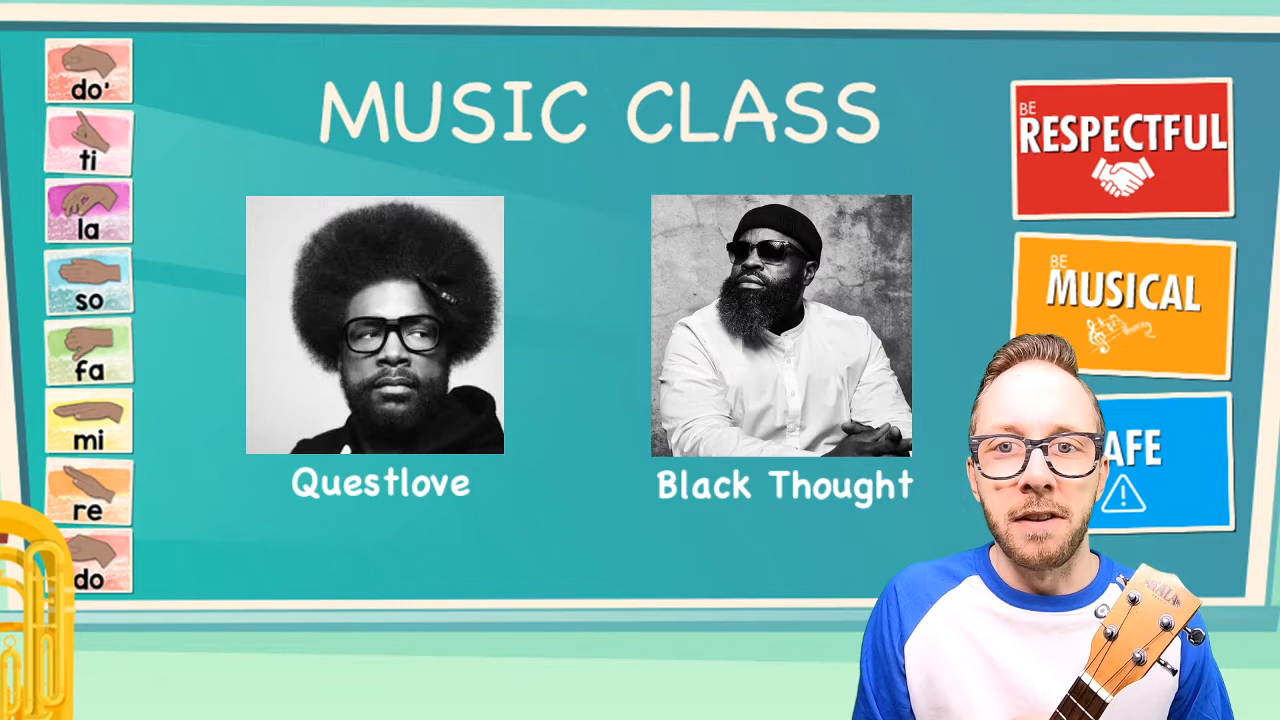 MUSIC CLASS
do'
ti
la
so
fa
mi
re
do
Questlove
Black Thought
BE
RESPECTFUL
BE
MUSICAL
AFE